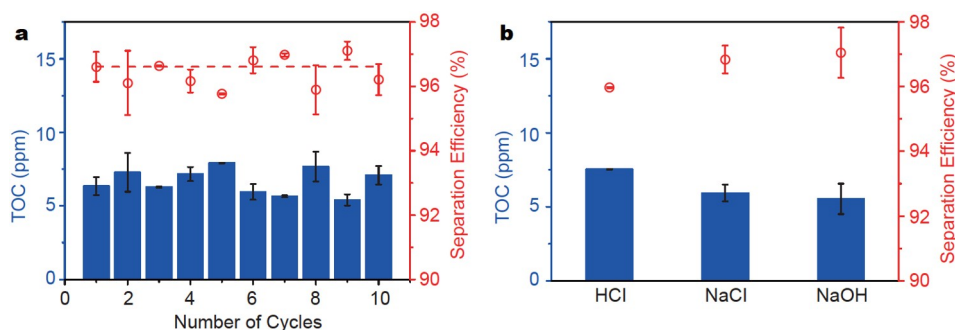 a
TOC (ppm)
15
10
5
0
0
2
4
6
8
10
Number of Cycles
98
96
94
92
90
Separation Efficiency (%)
b
TOC (ppm)
15
10
5
0
HCl
NaCl
NaOH
98
96
94
92
90
Separation Efficiency (%)